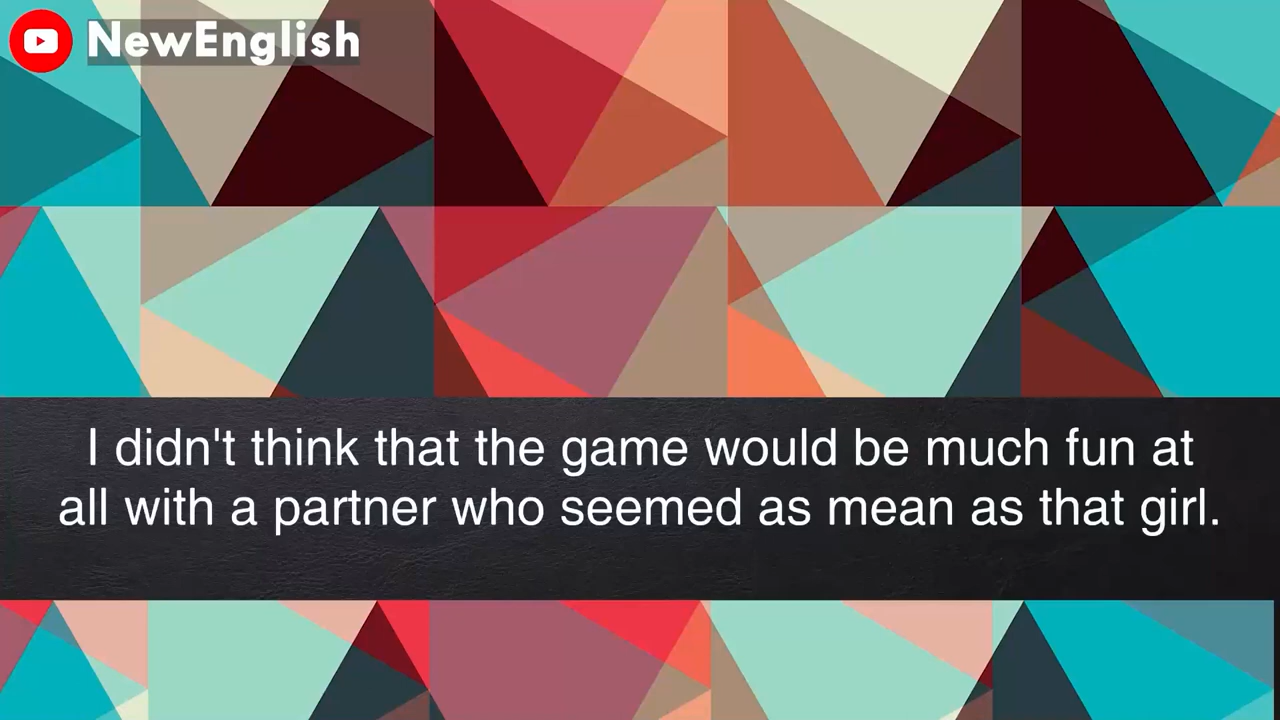 NewEnglish
I didn't think that the game would be much fun at
all with a partner who seemed as mean as that girl.